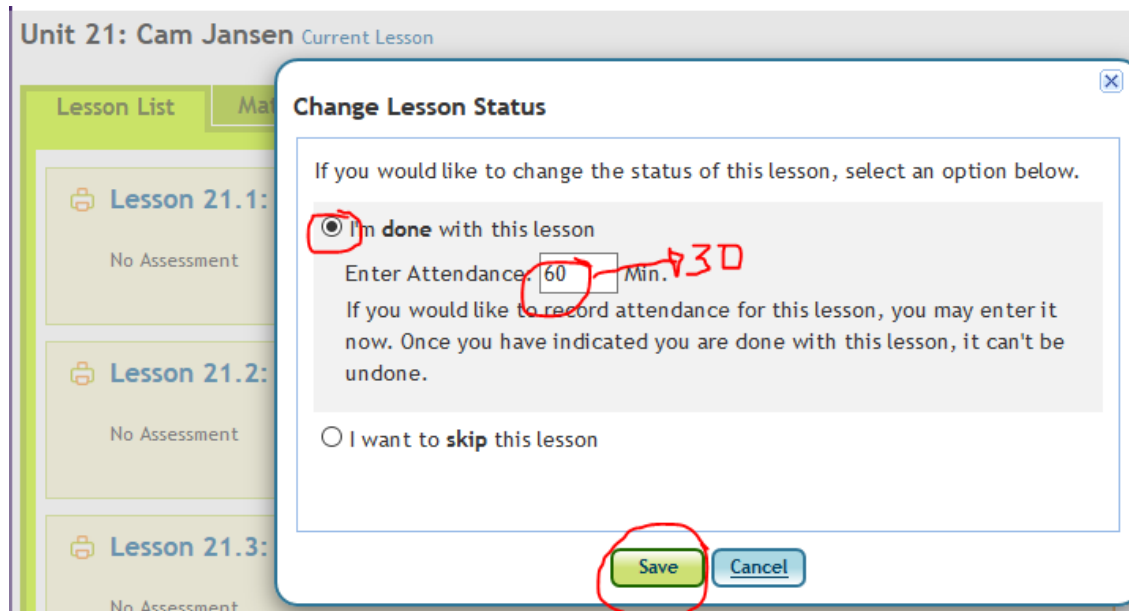 Unit 21: Cam Jansen Current Lesson
Lesson List
Mat
Change Lesson Status
If you would like to change the status of this lesson, select an option below.
Lesson 21.1:
I'm done with this lesson
No Assessment
Enter Attendance: 60 Min. 30
If you would like to record attendance for this lesson, you may enter it
now. Once you have indicated you are done with this lesson, it can't be
undone.
Lesson 21.2:
No Assessment
I want to skip this lesson
Lesson 21.3:
Save
Cancel
No Assessment